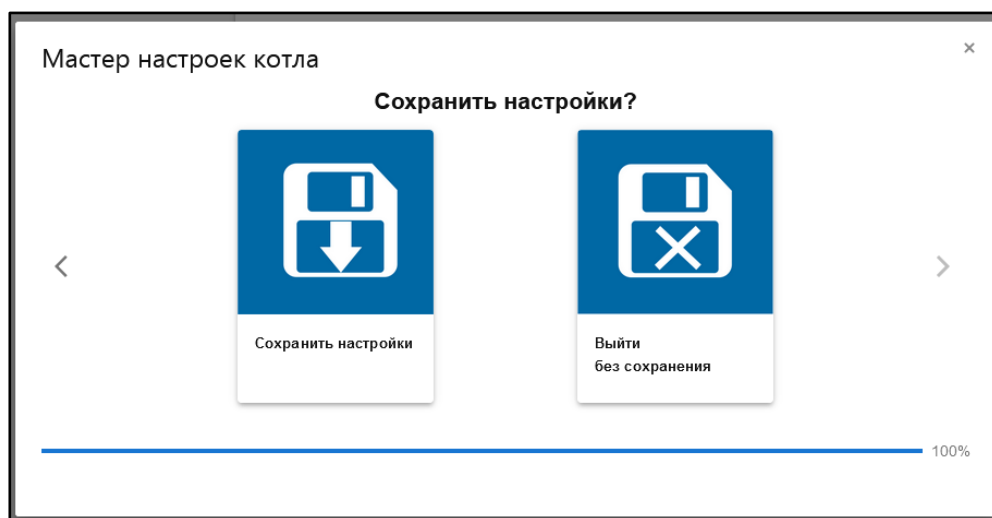 Мастер настроек котла
×
Сохранить настройки?
Сохранить настройки
Выйти
без сохранения
100%